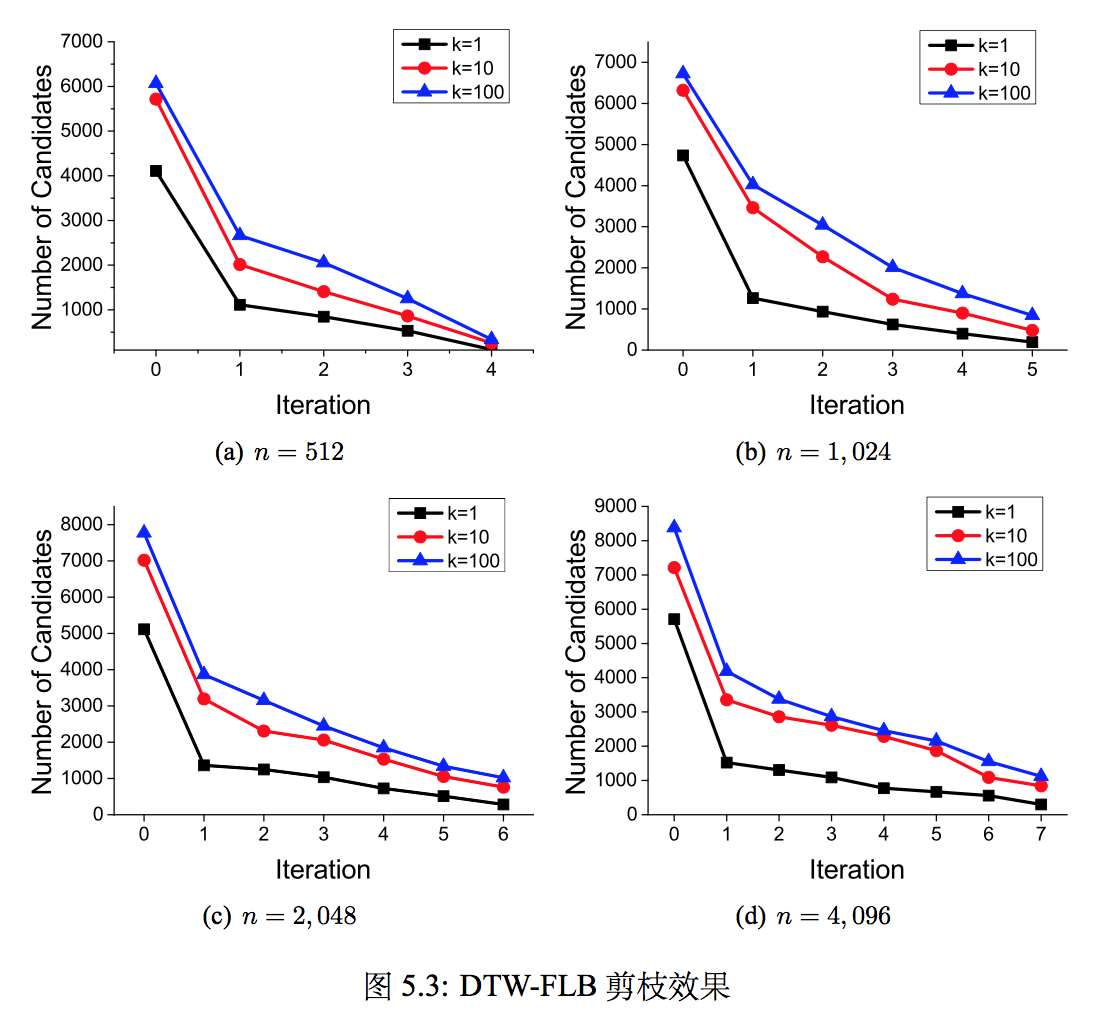 7000
6000
5000
4000
3000
2000
1000
Number of Candidates
k=1
k=10
k=100
0 1 2 3 4
Iteration
(a) n = 512
7000
6000
5000
4000
3000
2000
1000
0
Number of Candidates
k=1
k=10
k=100
0 1 2 3 4 5
Iteration
(b) n = 1,024
8000
7000
6000
5000
4000
3000
2000
1000
0
Number of Candidates
k=1
k=10
k=100
0 1 2 3 4 5 6
Iteration
(c) n = 2,048
9000
8000
7000
6000
5000
4000
3000
2000
1000
0
Number of Candidates
k=1
k=10
k=100
0 1 2 3 4 5 6 7
Iteration
(d) n = 4,096
图 5.3: DTW-FLB 剪枝效果